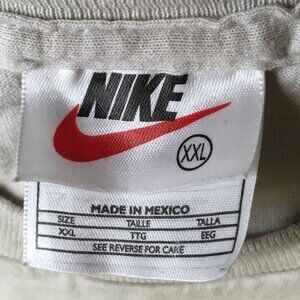 NIKE
XXL
MADE IN MEXICO
SIZE TAILLE TALLA
XXL TTG EEG
SEE REVERSE FOR CARE